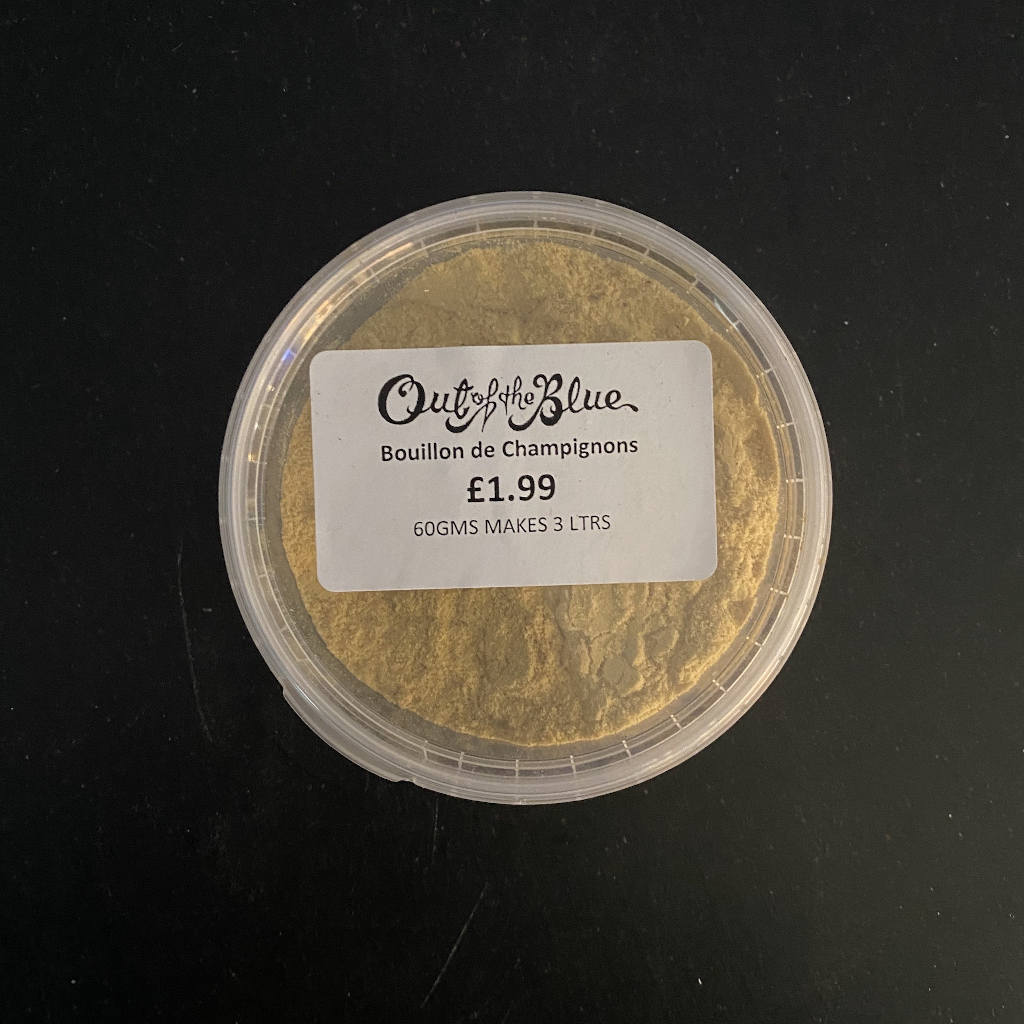 Out of the Blue
Bouillon de Champignons
£1.99
60GMS MAKES 3 LTRS